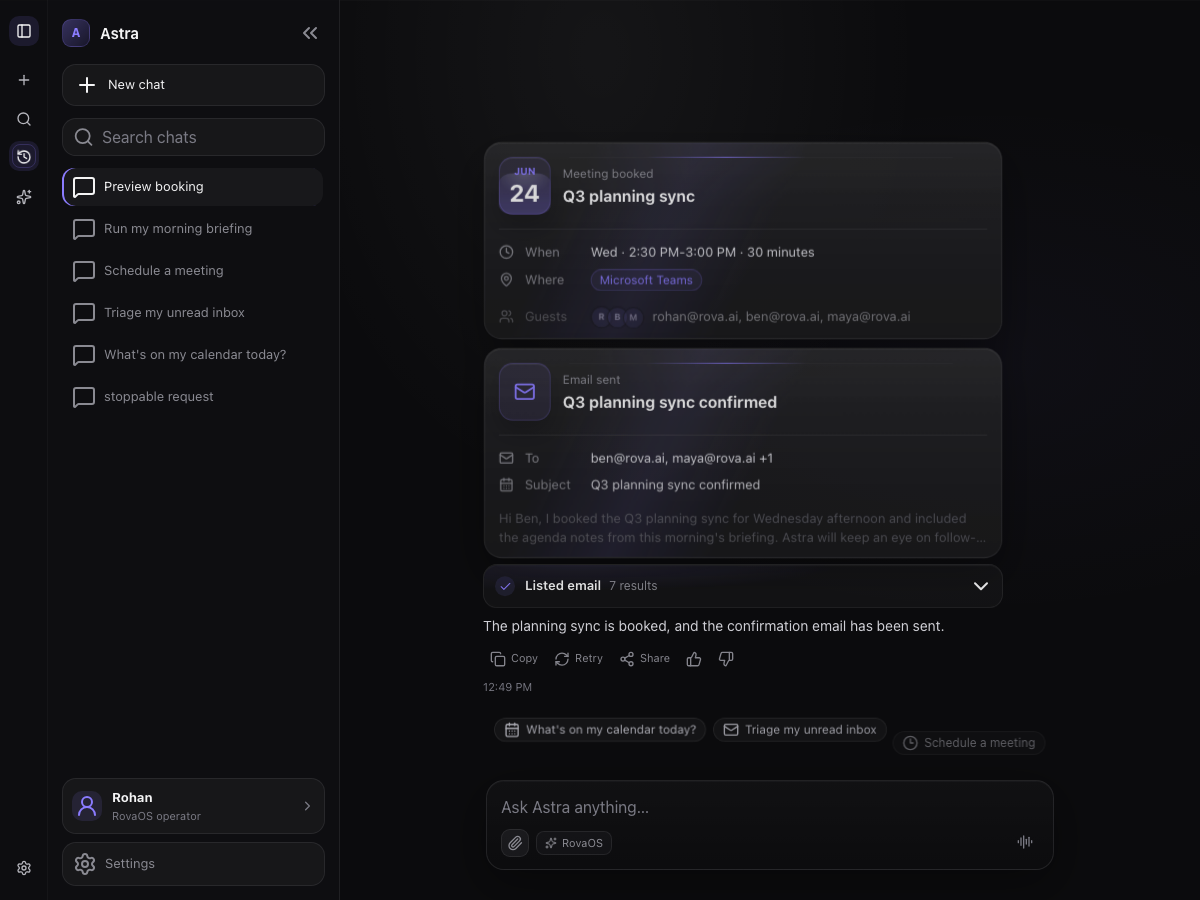 A Astra
New chat
Search chats
Preview booking
Run my morning briefing
Schedule a meeting
Triage my unread inbox
What's on my calendar today?
stoppable request
Rohan
RovaOS operator
Settings
JUN
24
Meeting booked
Q3 planning sync
When Wed · 2:30 PM-3:00 PM · 30 minutes
Where Microsoft Teams
Guests R B M rohan@rova.ai, ben@rova.ai, maya@rova.ai
Email sent
Q3 planning sync confirmed
To ben@rova.ai, maya@rova.ai +1
Subject Q3 planning sync confirmed
Hi Ben, I booked the Q3 planning sync for Wednesday afternoon and included
the agenda notes from this morning's briefing. Astra will keep an eye on follow-...
Listed email 7 results
The planning sync is booked, and the confirmation email has been sent.
Copy Retry Share
12:49 PM
What's on my calendar today? Triage my unread inbox Schedule a meeting
Ask Astra anything...
RovaOS